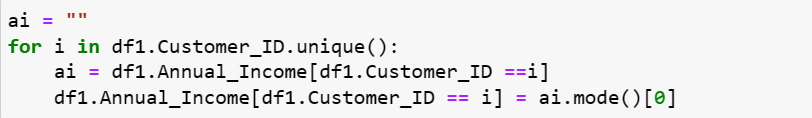 ai = ""
for i in df1.Customer_ID.unique():
    ai = df1.Annual_Income[df1.Customer_ID ==i]
    df1.Annual_Income[df1.Customer_ID == i] = ai.mode()[0]